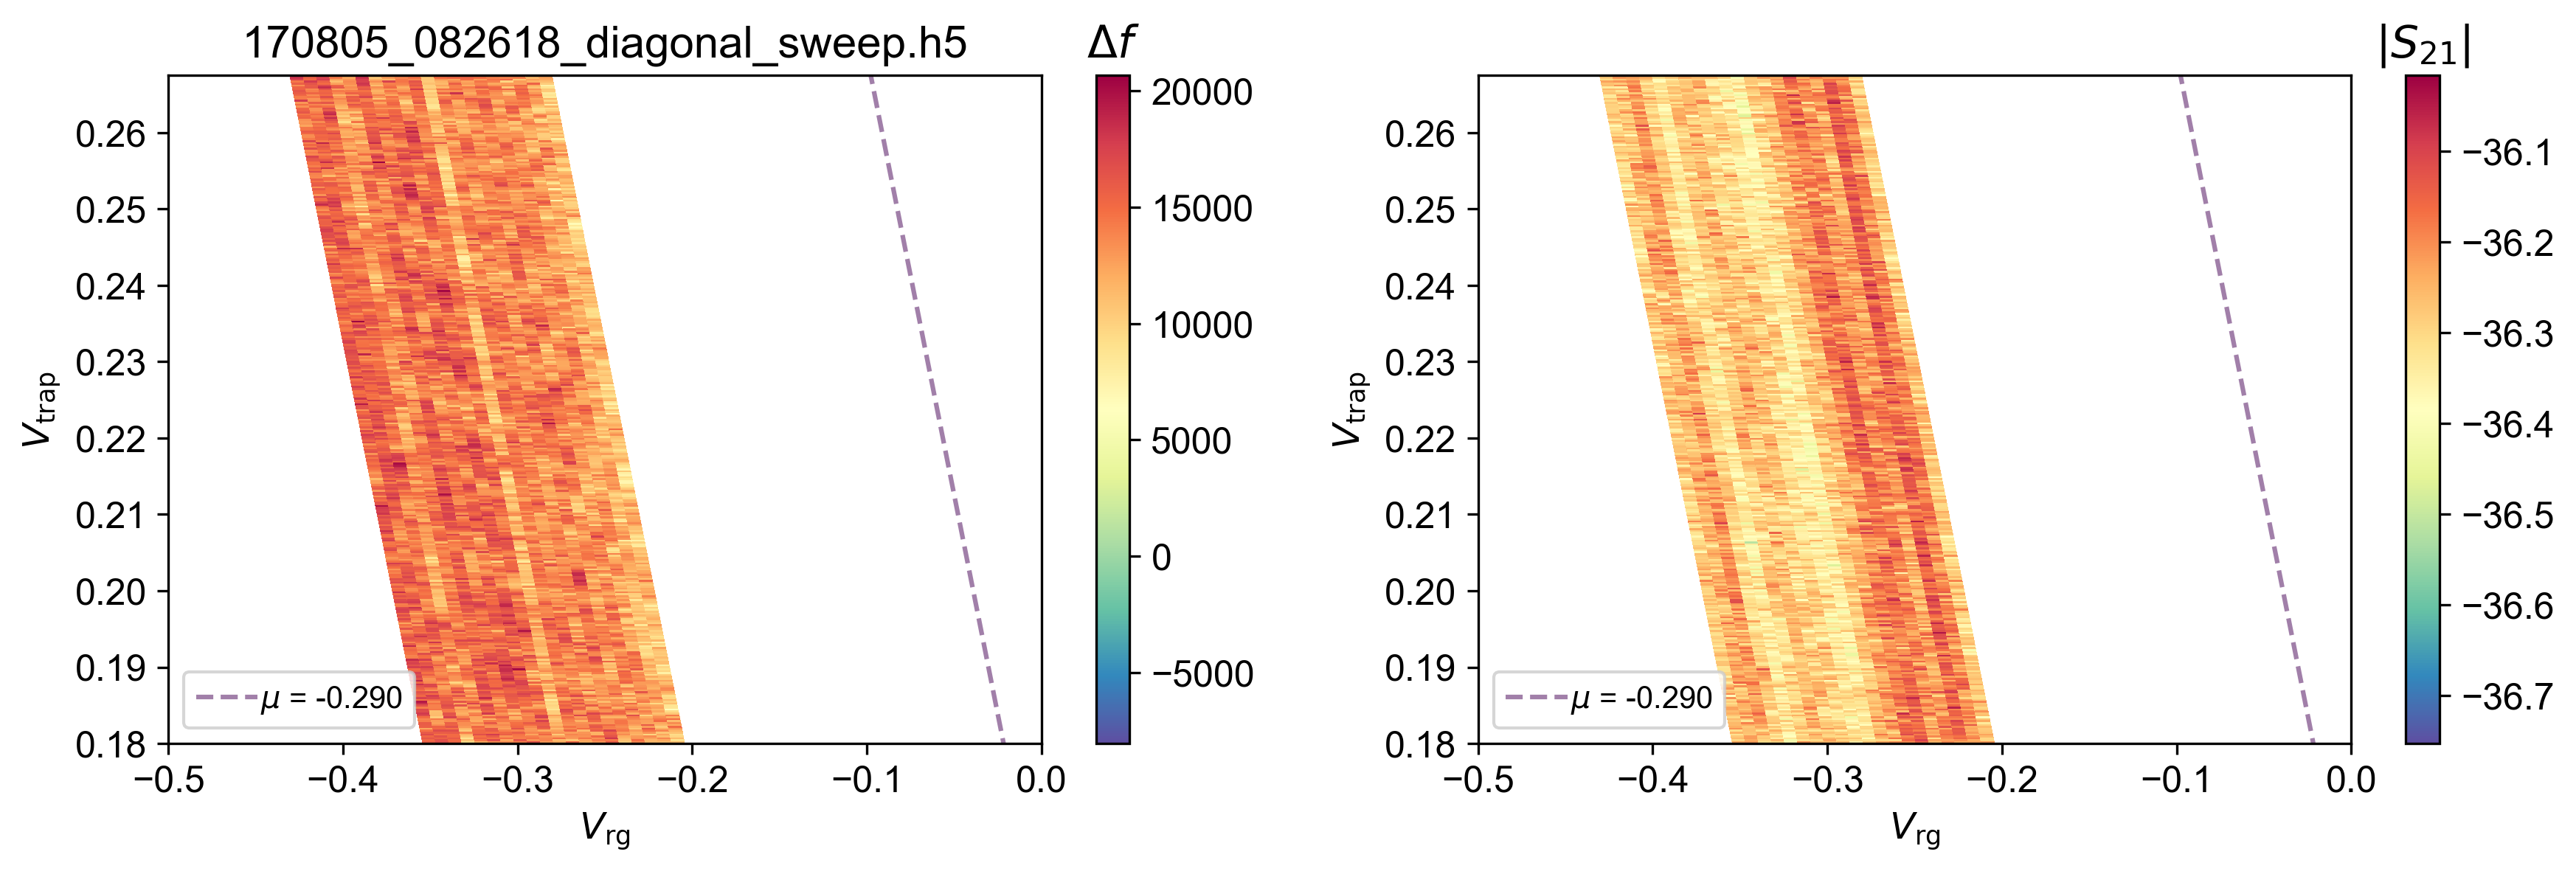 170805_082618_diagonal_sweep.h5
Δf
20000
15000
10000
5000
0
−5000
0.26
0.25
0.24
0.23
0.22
0.21
0.20
0.19
0.18
V_trap
μ = -0.290
−0.5 −0.4 −0.3 −0.2 −0.1 0.0
V_rg
|S_21|
−36.1
−36.2
−36.3
−36.4
−36.5
−36.6
−36.7
0.26
0.25
0.24
0.23
0.22
0.21
0.20
0.19
0.18
V_trap
μ = -0.290
−0.5 −0.4 −0.3 −0.2 −0.1 0.0
V_rg